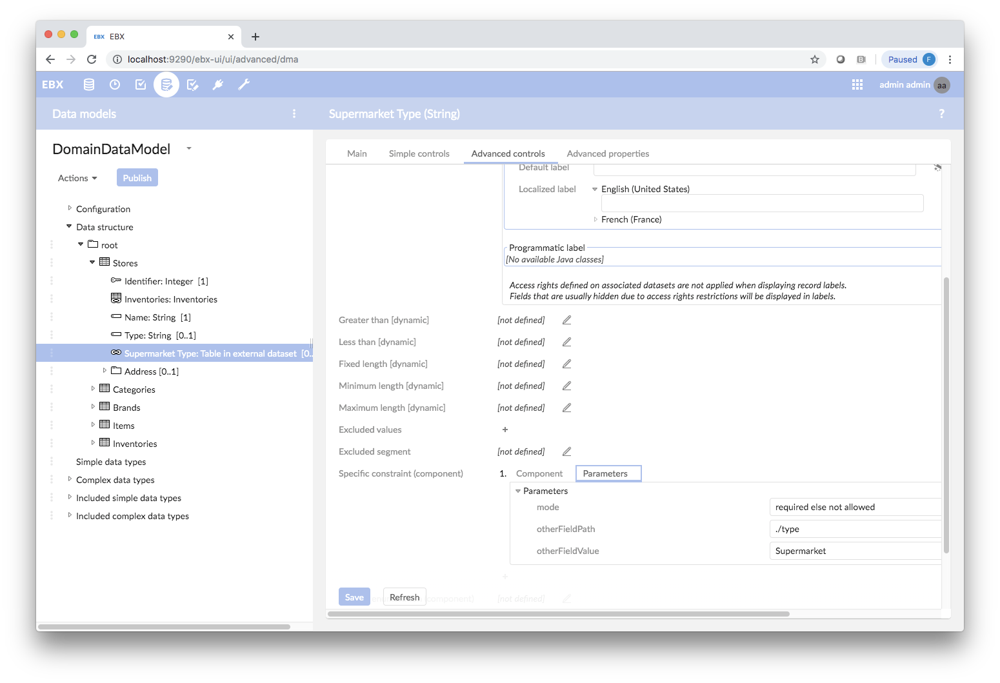 EBX EBX
localhost:9290/ebx-ui/ui/advanced/dma
Paused F
EBX
admin admin aa
Data models
Supermarket Type (String)
?
DomainDataModel
Actions
Publish
Configuration
Data structure
root
Stores
Identifier: Integer [1]
Inventories: Inventories
Name: String [1]
Type: String [0..1]
Supermarket Type: Table in external dataset [0..
Address [0..1]
Categories
Brands
Items
Inventories
Simple data types
Complex data types
Included simple data types
Included complex data types
Main Simple controls Advanced controls Advanced properties
Default label
Localized label English (United States)
French (France)
Programmatic label
[No available Java classes]
Access rights defined on associated datasets are not applied when displaying record labels.
Fields that are usually hidden due to access rights restrictions will be displayed in labels.
Greater than [dynamic] [not defined]
Less than [dynamic] [not defined]
Fixed length [dynamic] [not defined]
Minimum length [dynamic] [not defined]
Maximum length [dynamic] [not defined]
Excluded values +
Excluded segment [not defined]
Specific constraint (component) 1. Component Parameters
Parameters
mode required else not allowed
otherFieldPath ./type
otherFieldValue Supermarket
+
Save Refresh component) [not defined]